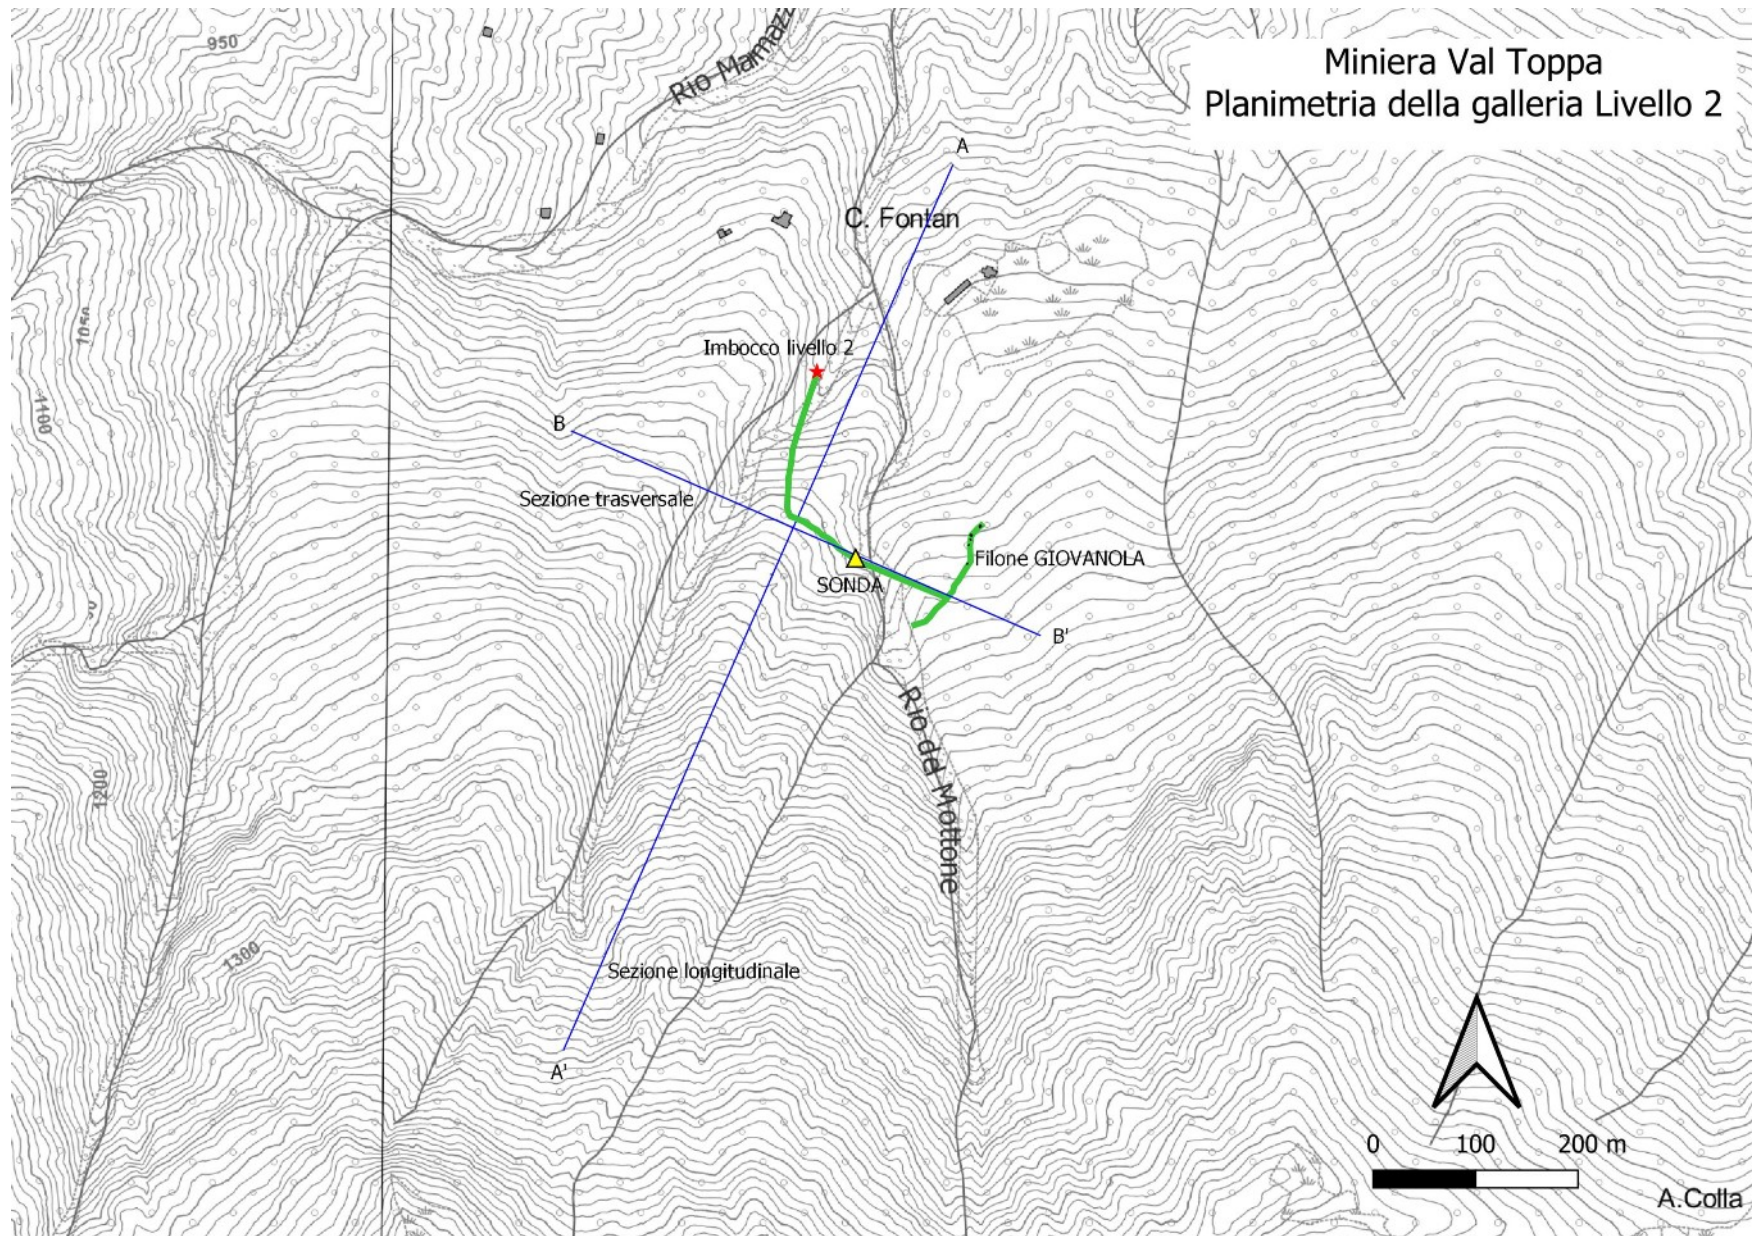 950
Rio Mamazz
Miniera Val Toppa
Planimetria della galleria Livello 2
A
C. Fontan
1050
Imbocco livello 2
1100
B
Sezione trasversale
Filone GIOVANOLA
SONDA
B'
Rio del Mottone
1200
1300
Sezione longitudinale
A'
0 100 200 m
A.Colla